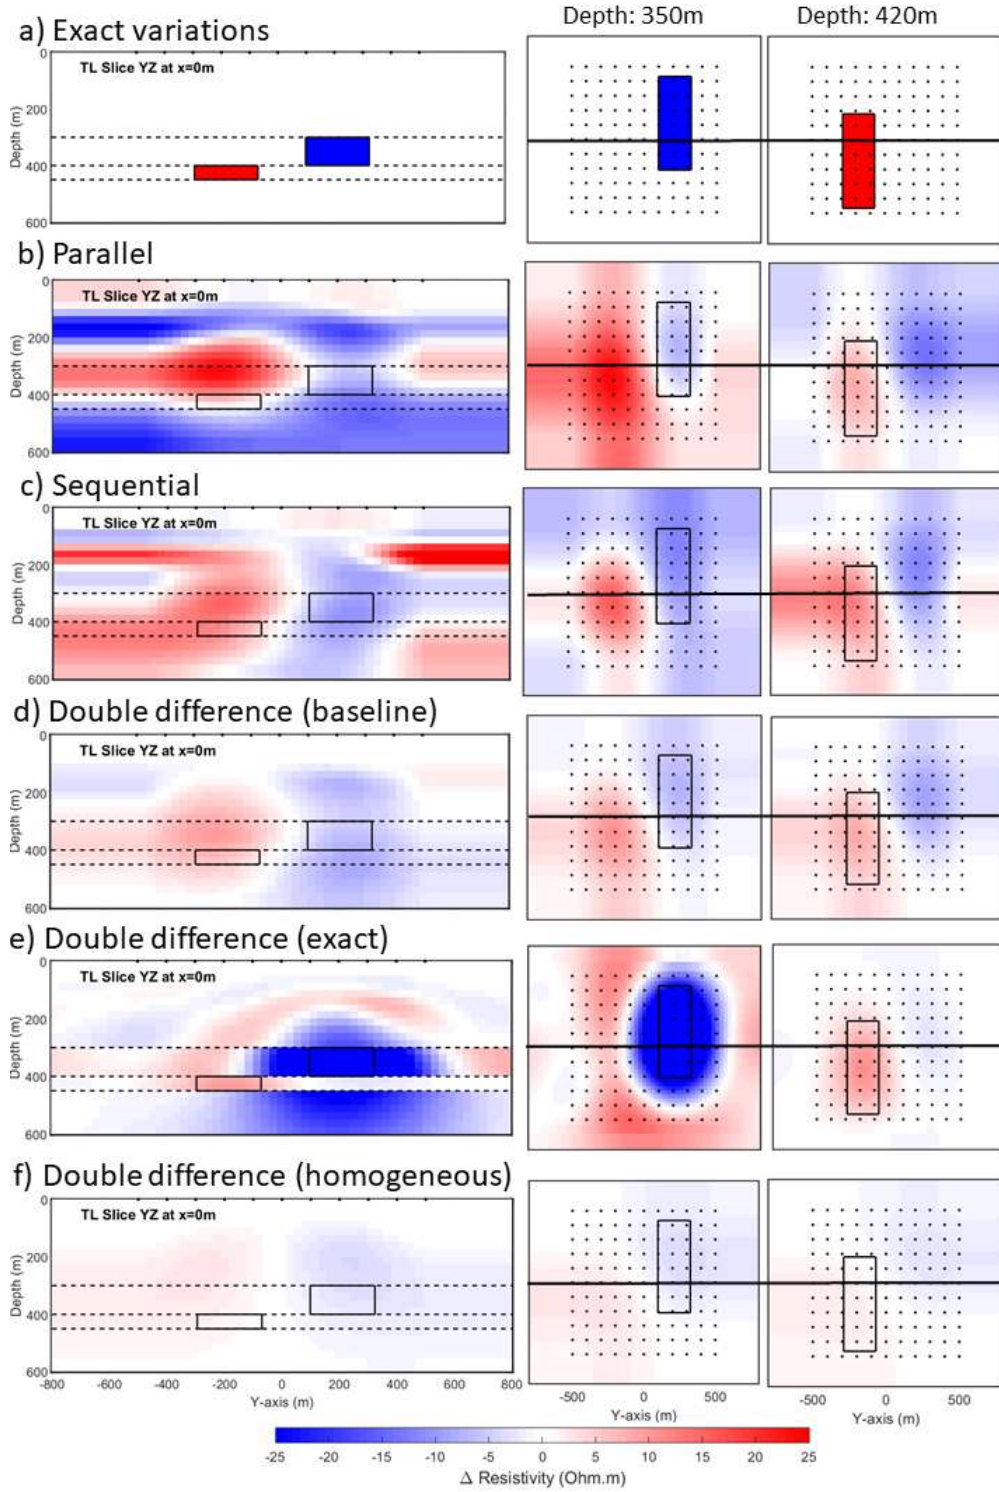 Depth: 350m
Depth: 420m
a) Exact variations
TL Slice YZ at x=0m
0
200
400
600
Depth (m)
b) Parallel
TL Slice YZ at x=0m
0
200
400
600
Depth (m)
c) Sequential
TL Slice YZ at x=0m
0
200
400
600
Depth (m)
d) Double difference (baseline)
TL Slice YZ at x=0m
0
200
400
600
Depth (m)
e) Double difference (exact)
TL Slice YZ at x=0m
0
200
400
600
Depth (m)
f) Double difference (homogeneous)
TL Slice YZ at x=0m
0
200
400
600
Depth (m)
-800 -600 -400 -200 0 200 400 600 800
Y-axis (m)
-500 0 500
Y-axis (m)
-500 0 500
Y-axis (m)
-25 -20 -15 -10 -5 0 5 10 15 20 25
Δ Resistivity (Ohm.m)